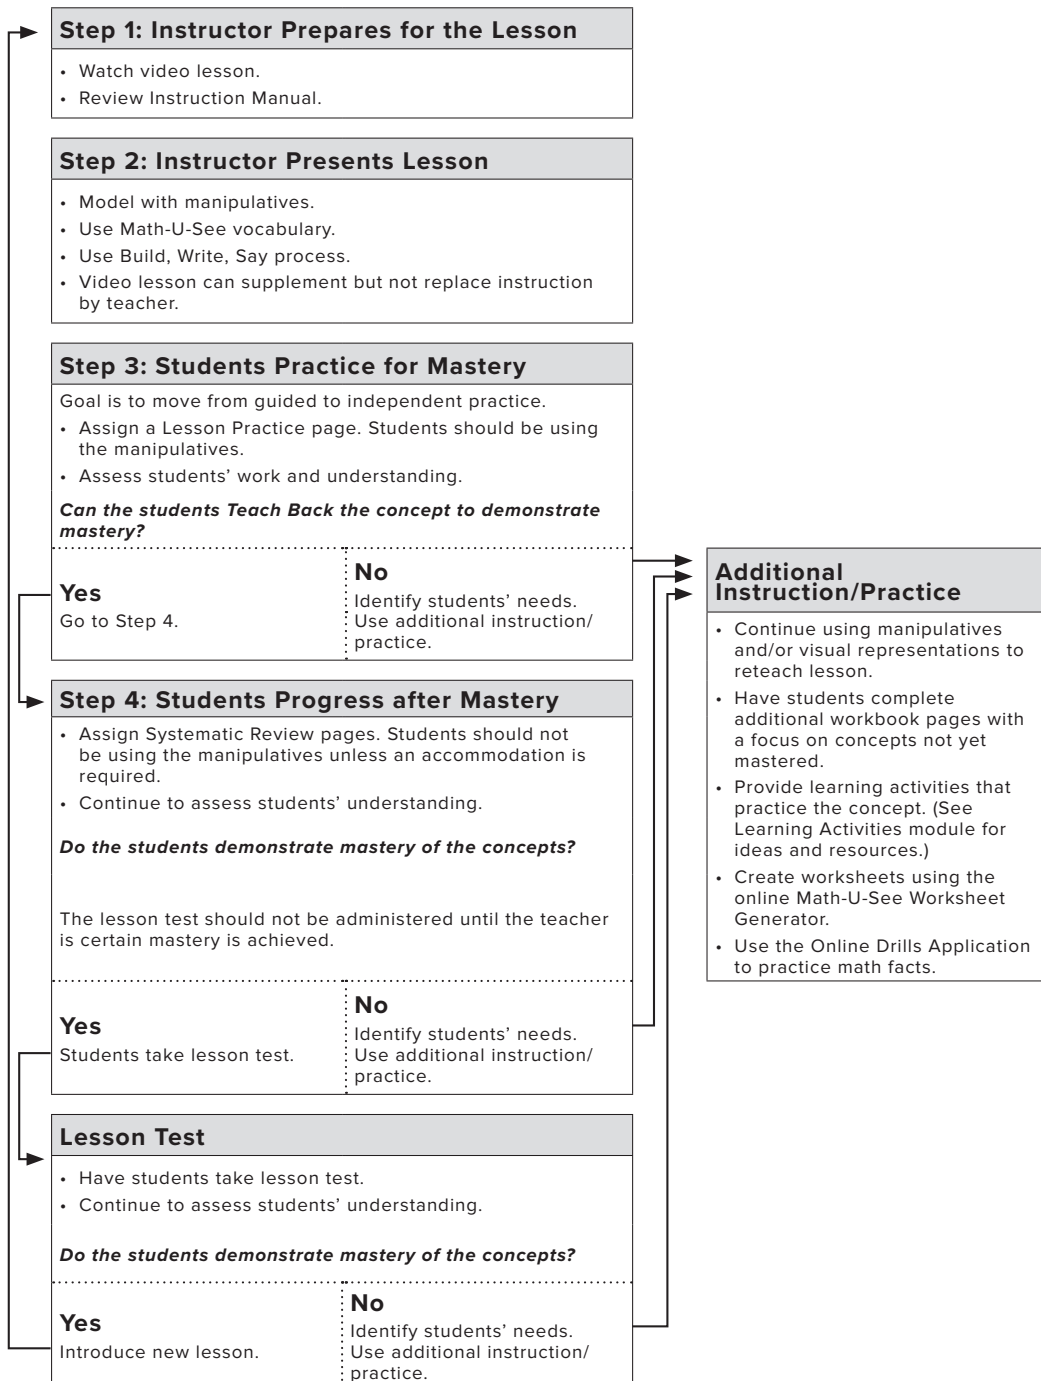 Step 1: Instructor Prepares for the Lesson
• Watch video lesson.
• Review Instruction Manual.
Step 2: Instructor Presents Lesson
• Model with manipulatives.
• Use Math-U-See vocabulary.
• Use Build, Write, Say process.
• Video lesson can supplement but not replace instruction
by teacher.
Step 3: Students Practice for Mastery
Goal is to move from guided to independent practice.
• Assign a Lesson Practice page. Students should be using
the manipulatives.
• Assess students’ work and understanding.
Can the students Teach Back the concept to demonstrate
mastery?
Yes
Go to Step 4.
No
Identify students’ needs.
Use additional instruction/
practice.
Step 4: Students Progress after Mastery
• Assign Systematic Review pages. Students should not
be using the manipulatives unless an accommodation is
required.
• Continue to assess students’ understanding.
Do the students demonstrate mastery of the concepts?
The lesson test should not be administered until the teacher
is certain mastery is achieved.
Yes
Students take lesson test.
No
Identify students’ needs.
Use additional instruction/
practice.
Lesson Test
• Have students take lesson test.
• Continue to assess students’ understanding.
Do the students demonstrate mastery of the concepts?
Yes
Introduce new lesson.
No
Identify students’ needs.
Use additional instruction/
practice.
Additional
Instruction/Practice
• Continue using manipulatives
and/or visual representations to
reteach lesson.
• Have students complete
additional workbook pages with
a focus on concepts not yet
mastered.
• Provide learning activities that
practice the concept. (See
Learning Activities module for
ideas and resources.)
• Create worksheets using the
online Math-U-See Worksheet
Generator.
• Use the Online Drills Application
to practice math facts.